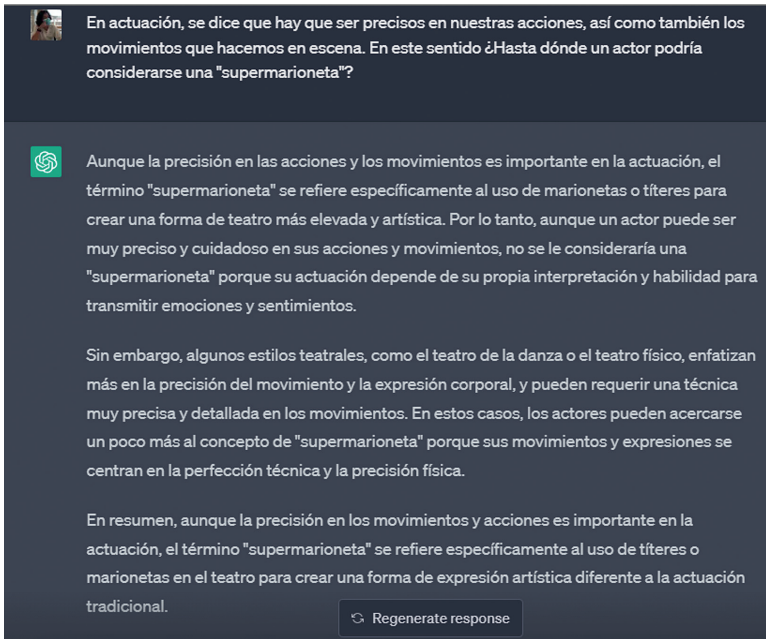 En actuación, se dice que hay que ser precisos en nuestras acciones, así como también los
movimientos que hacemos en escena. En este sentido ¿Hasta dónde un actor podría
considerarse una "supermarioneta"?
Aunque la precisión en las acciones y los movimientos es importante en la actuación, el
término "supermarioneta" se refiere específicamente al uso de marionetas o títeres para
crear una forma de teatro más elevada y artística. Por lo tanto, aunque un actor puede ser
muy preciso y cuidadoso en sus acciones y movimientos, no se le consideraría una
"supermarioneta" porque su actuación depende de su propia interpretación y habilidad para
transmitir emociones y sentimientos.
Sin embargo, algunos estilos teatrales, como el teatro de la danza o el teatro físico, enfatizan
más en la precisión del movimiento y la expresión corporal, y pueden requerir una técnica
muy precisa y detallada en los movimientos. En estos casos, los actores pueden acercarse
un poco más al concepto de "supermarioneta" porque sus movimientos y expresiones se
centran en la perfección técnica y la precisión física.
En resumen, aunque la precisión en los movimientos y acciones es importante en la
actuación, el término "supermarioneta" se refiere específicamente al uso de títeres o
marionetas en el teatro para crear una forma de expresión artística diferente a la actuación
tradicional.
Regenerate response